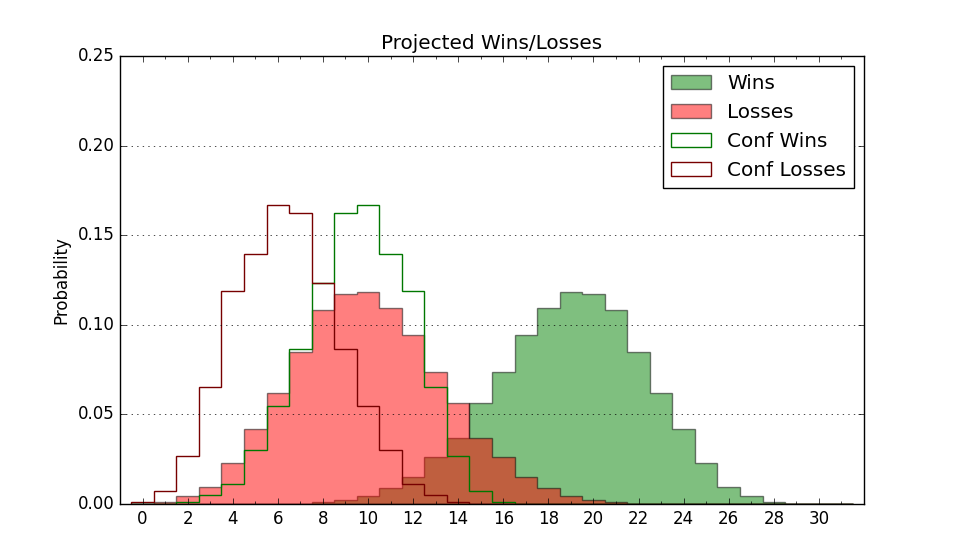 Projected Wins/Losses
0.25
0.20
0.15
0.10
0.05
0.00
Probability
Wins
Losses
Conf Wins
Conf Losses
0 2 4 6 8 10 12 14 16 18 20 22 24 26 28 30